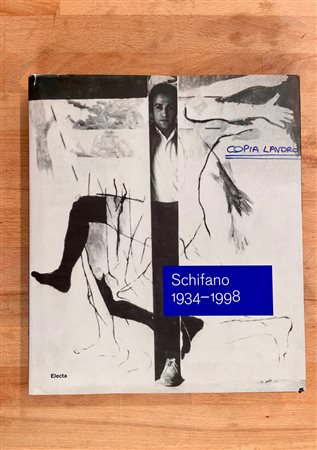 COPIA LAVORO
Schifano
1934–1998
Electa